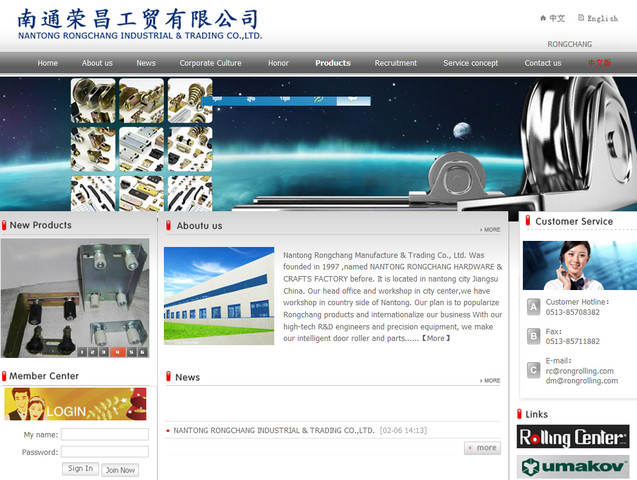 南通荣昌工贸有限公司
NANTONG RONGCHANG INDUSTRIAL & TRADING CO.,LTD.
中文 English
RONGCHANG
Home About us News Corporate Culture Honor Products Recruitment Service concept Contact us 中文版
New Products
1 2 3 4 5 6
Member Center
LOGIN
My name:
Password:
Sign In Join Now
Aboutu us
MORE
Nantong Rongchang Manufacture & Trading Co., Ltd. Was
founded in 1997 ,named NANTONG RONGCHANG HARDWARE &
CRAFTS FACTORY before. It is located in nantong city Jiangsu
China. Our head office and workshop in city center,we have
workshop in country side of Nantong. Our plan is to popularize
Rongchang products and internationalize our business With our
high-tech R&D engineers and precision equipment, we make
our intelligent door roller and parts......【More】
News
MORE
NANTONG RONGCHANG INDUSTRIAL & TRADING CO.,LTD. [02-06 14:13]
more
Customer Service
A Customer Hotline:
0513-85708382
B Fax:
0513-85711882
C E-mail:
rc@rongrolling.com
dm@rongrolling.com
Links
Rolling Center
umakov